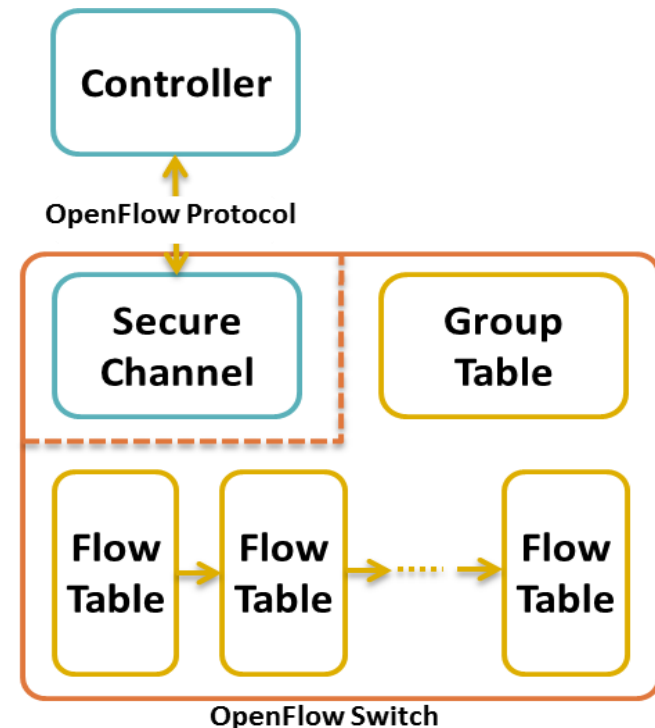 Controller
OpenFlow Protocol
Secure
Channel
Group
Table
Flow
Table
Flow
Table
Flow
Table
OpenFlow Switch